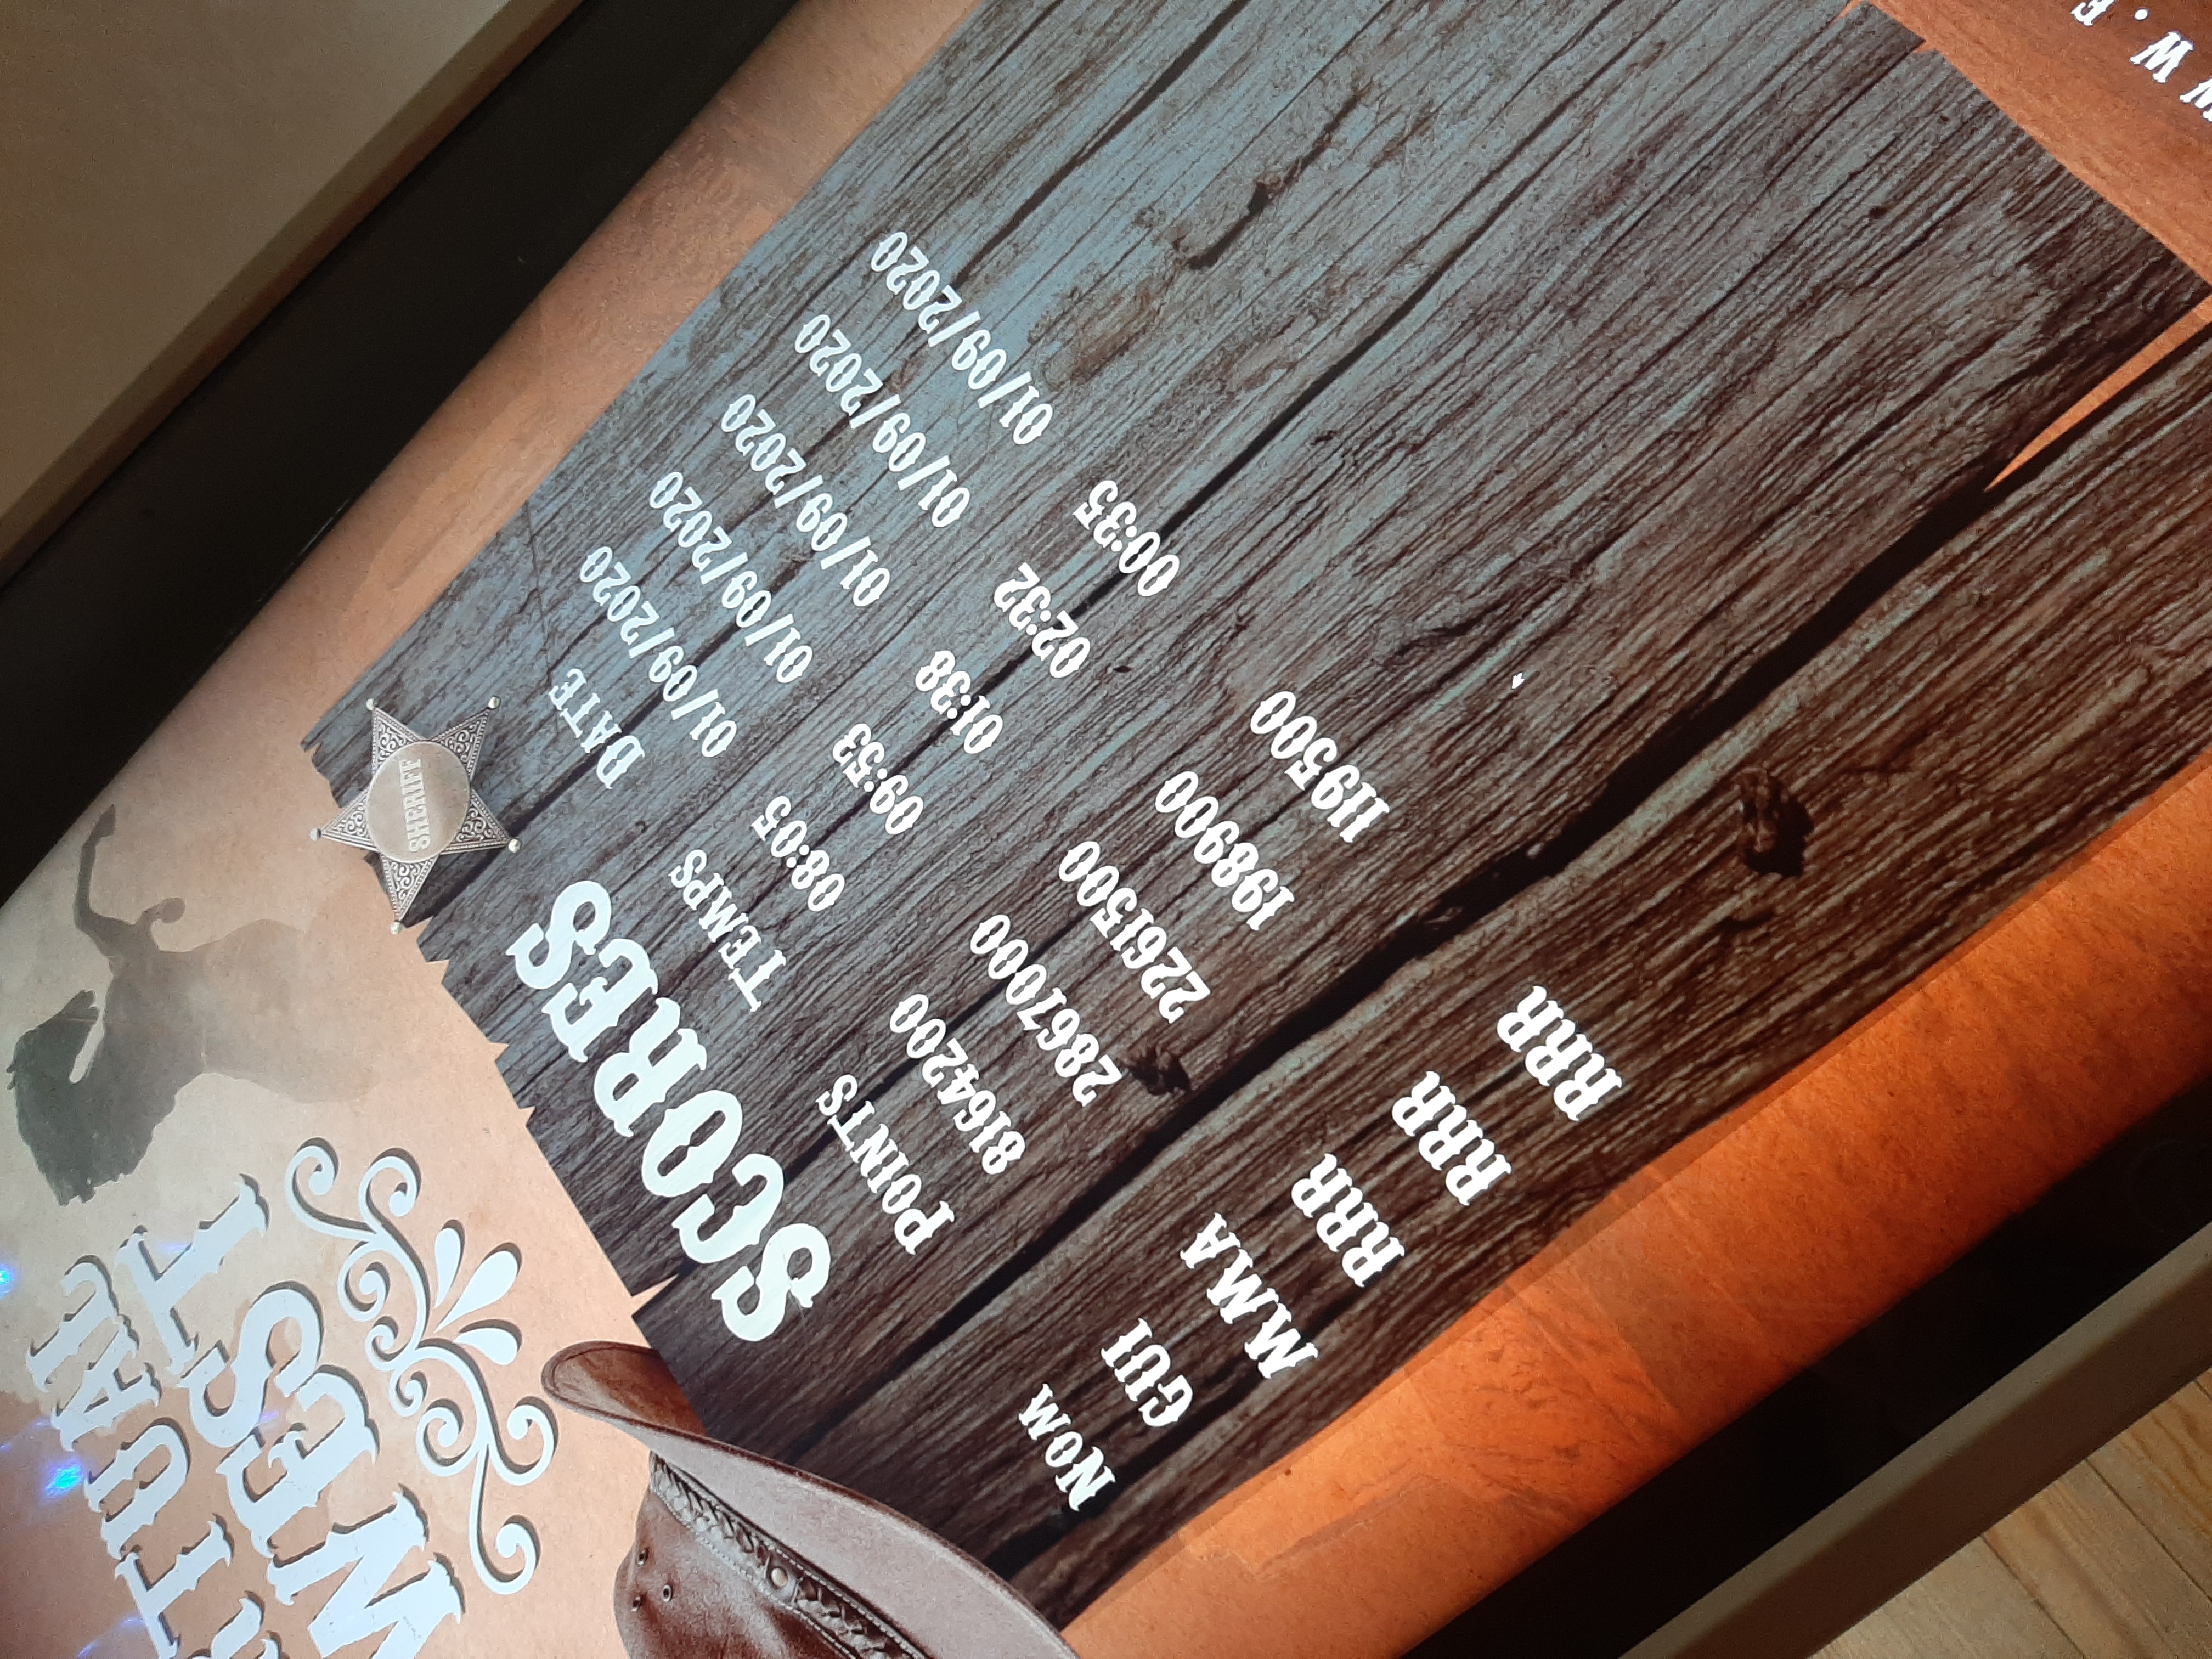 RTUAL
WEST
SHERIFF
SCORES
NOM POINTS TEMPS DATE
GUI 8164200 08:05 01/09/2020
MMA 2867000 09:53 01/09/2020
RRR 2261500 01:38 01/09/2020
RRR 198900 02:32 01/09/2020
RRR 119500 00:35 01/09/2020